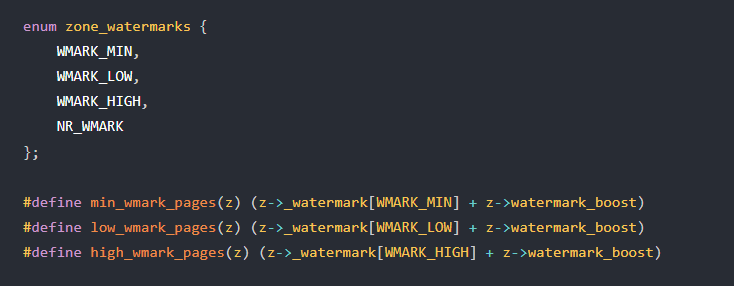 enum zone_watermarks {
    WMARK_MIN,
    WMARK_LOW,
    WMARK_HIGH,
    NR_WMARK
};

#define min_wmark_pages(z) (z->_watermark[WMARK_MIN] + z->watermark_boost)
#define low_wmark_pages(z) (z->_watermark[WMARK_LOW] + z->watermark_boost)
#define high_wmark_pages(z) (z->_watermark[WMARK_HIGH] + z->watermark_boost)